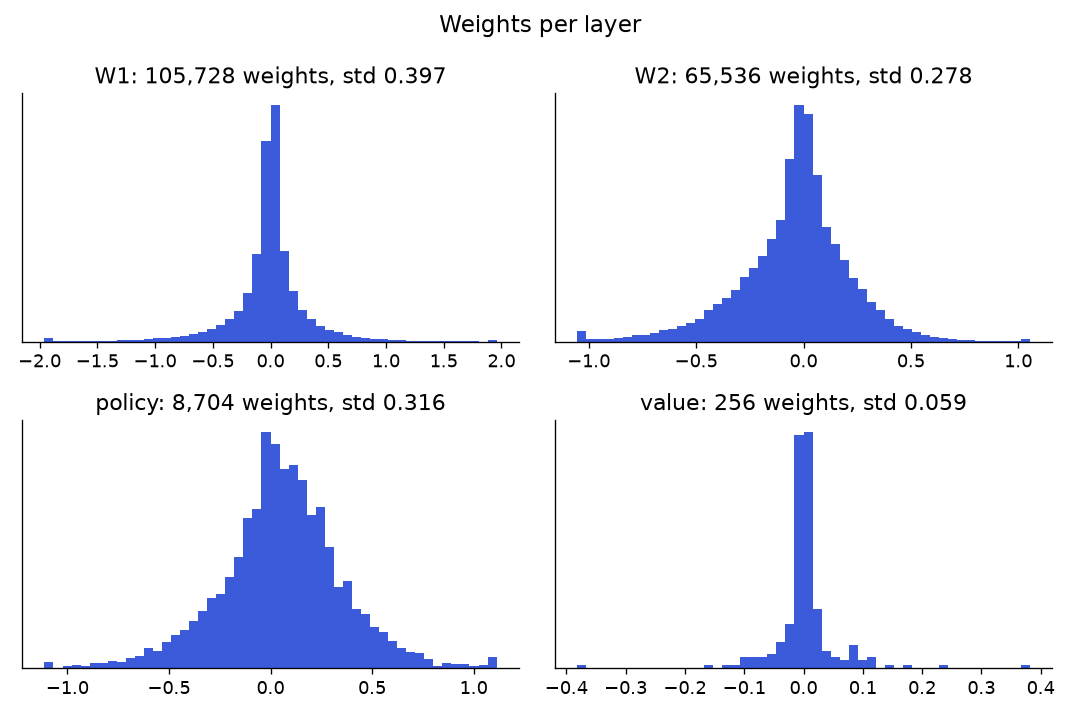 Weights per layer
W1: 105,728 weights, std 0.397
W2: 65,536 weights, std 0.278
−2.0 −1.5 −1.0 −0.5 0.0 0.5 1.0 1.5 2.0
−1.0 −0.5 0.0 0.5 1.0
policy: 8,704 weights, std 0.316
value: 256 weights, std 0.059
−1.0 −0.5 0.0 0.5 1.0
−0.4 −0.3 −0.2 −0.1 0.0 0.1 0.2 0.3 0.4